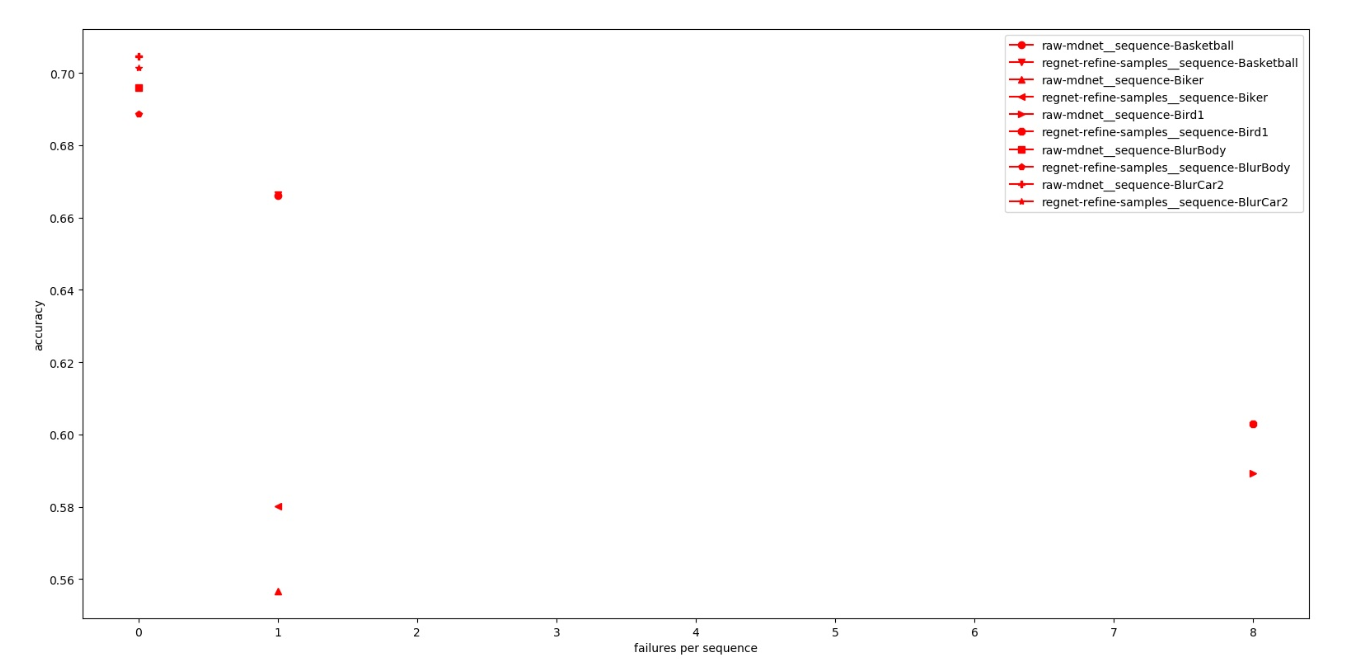 raw-mdnet__sequence-Basketball
regnet-refine-samples__sequence-Basketball
raw-mdnet__sequence-Biker
regnet-refine-samples__sequence-Biker
raw-mdnet__sequence-Bird1
regnet-refine-samples__sequence-Bird1
raw-mdnet__sequence-BlurBody
regnet-refine-samples__sequence-BlurBody
raw-mdnet__sequence-BlurCar2
regnet-refine-samples__sequence-BlurCar2
0.70
0.68
0.66
0.64
0.62
0.60
0.58
0.56
accuracy
0 1 2 3 4 5 6 7 8
failures per sequence